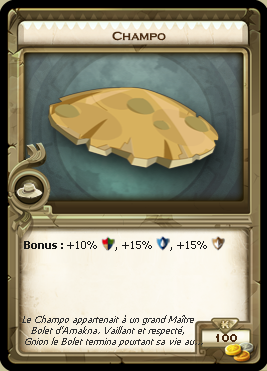 Champo
Bonus : +10% , +15% , +15%
Le Champo appartenait à un grand Maître
Bolet d'Amakna. Vaillant et respecté,
Gnion le Bolet termina pourtant sa vie au...
K
100